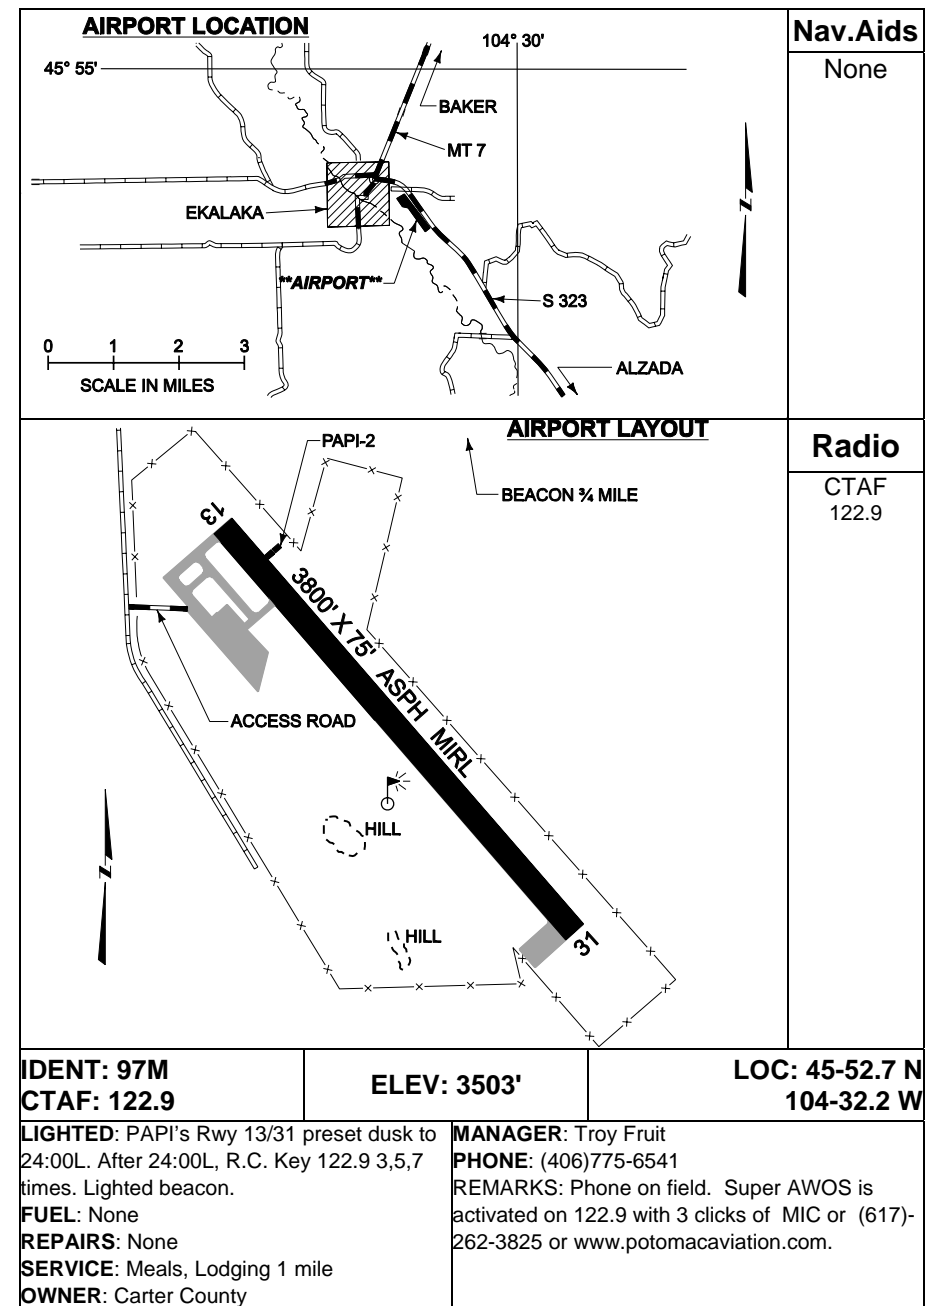 AIRPORT LOCATION
104° 30'
45° 55'
BAKER
MT 7
EKALAKA
**AIRPORT**
S 323
0 1 2 3
SCALE IN MILES
ALZADA
N
Nav.Aids
None
AIRPORT LAYOUT
PAPI-2
BEACON ¾ MILE
13
3800' X 75' ASPH MIRL
ACCESS ROAD
HILL
HILL
31
N
Radio
CTAF
122.9
IDENT: 97M
CTAF: 122.9
ELEV: 3503'
LOC: 45-52.7 N
104-32.2 W
LIGHTED: PAPI's Rwy 13/31 preset dusk to
24:00L. After 24:00L, R.C. Key 122.9 3,5,7
times. Lighted beacon.
FUEL: None
REPAIRS: None
SERVICE: Meals, Lodging 1 mile
OWNER: Carter County
MANAGER: Troy Fruit
PHONE: (406)775-6541
REMARKS: Phone on field. Super AWOS is
activated on 122.9 with 3 clicks of MIC or (617)-
262-3825 or www.potomacaviation.com.